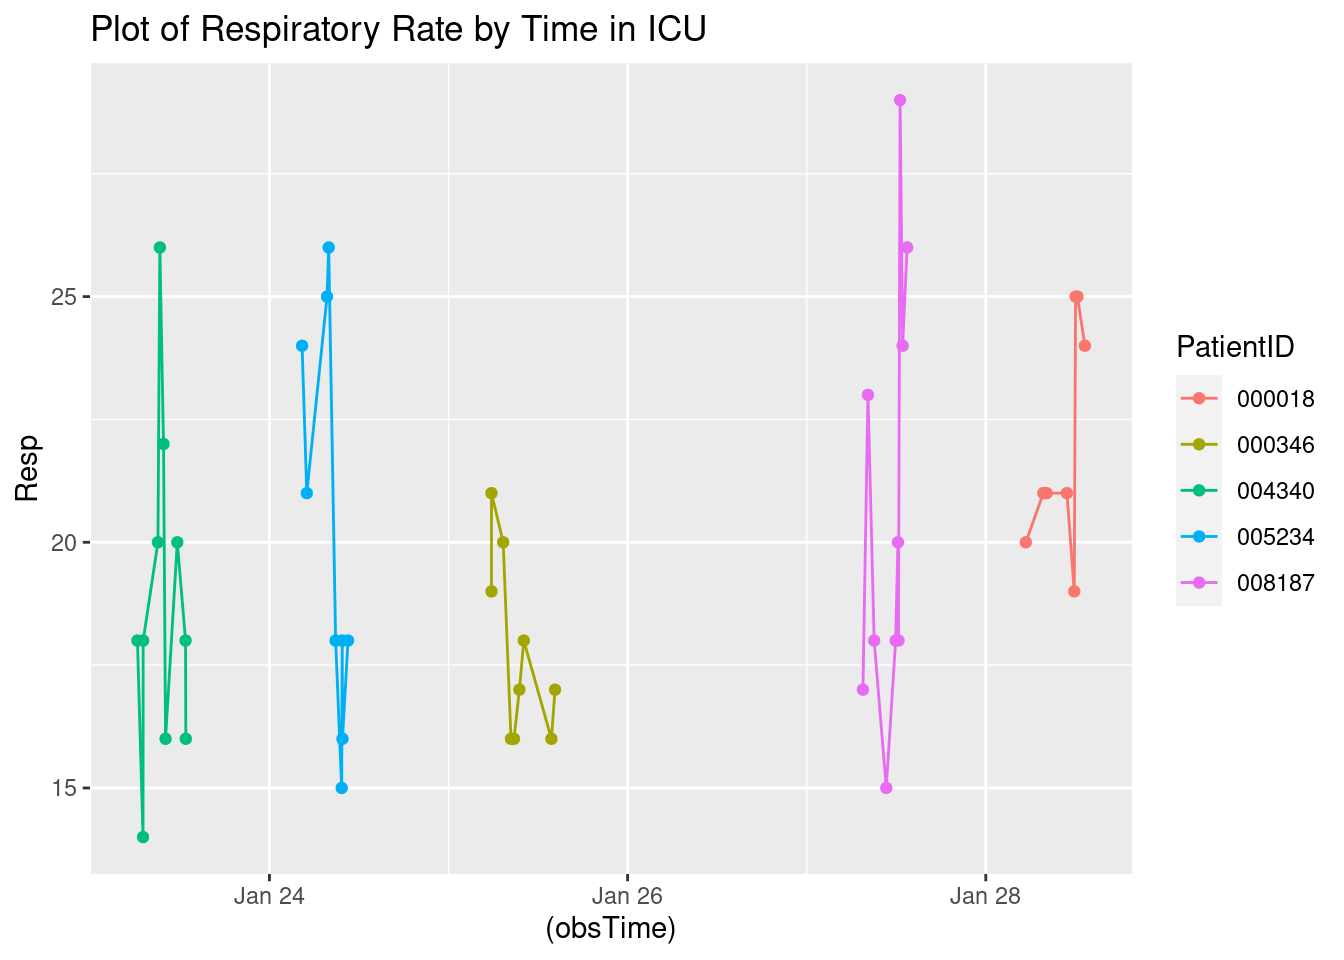 Plot of Respiratory Rate by Time in ICU
Resp
25
20
15
Jan 24
Jan 26
Jan 28
(obsTime)
PatientID
000018
000346
004340
005234
008187